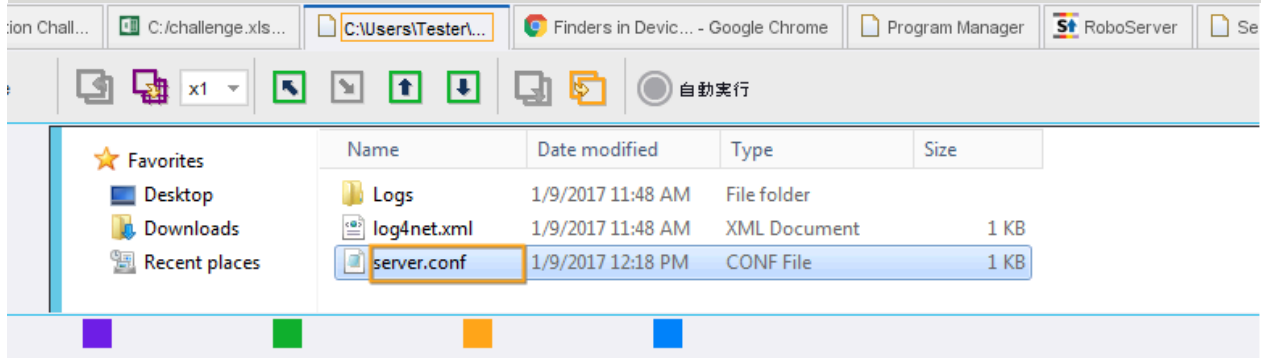 tion Chall...
C:/challenge.xls...
C:\Users\Tester\...
Finders in Devic... - Google Chrome
Program Manager
St RoboServer
Se
x1
自動実行
Favorites
Desktop
Downloads
Recent places
Name Date modified Type Size
Logs 1/9/2017 11:48 AM File folder
log4net.xml 1/9/2017 11:48 AM XML Document 1 KB
server.conf 1/9/2017 12:18 PM CONF File 1 KB